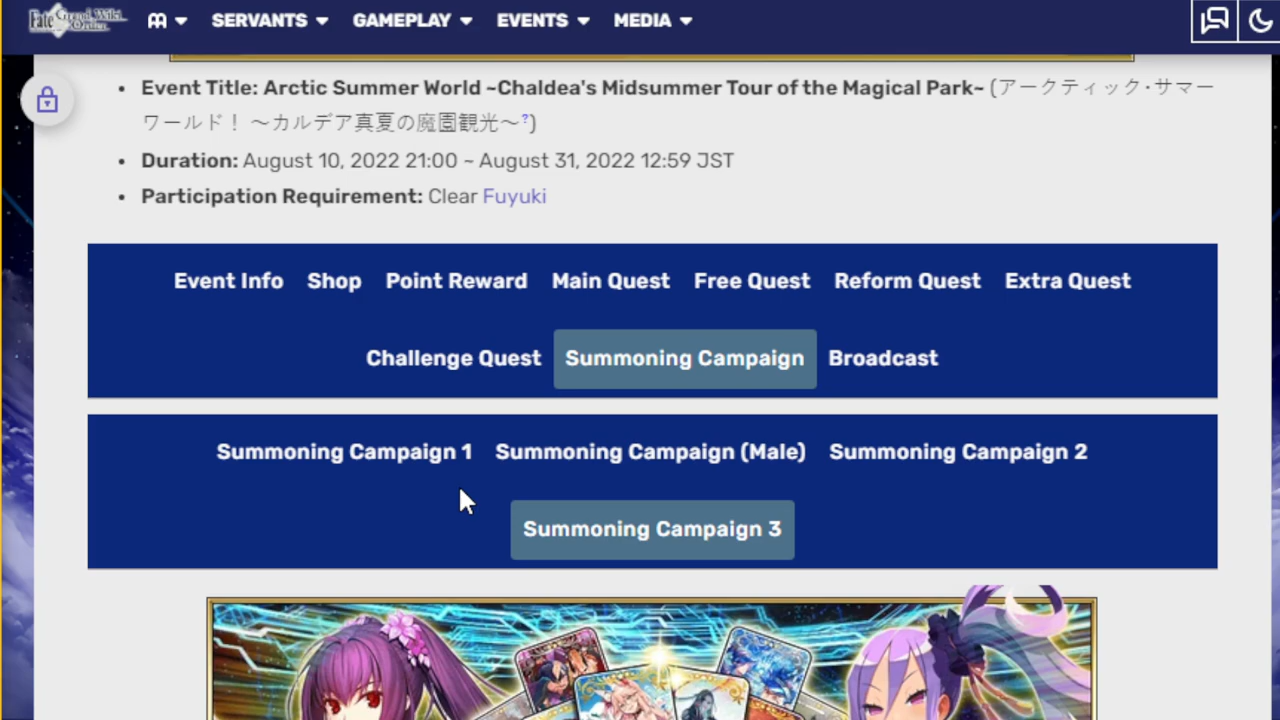 Fate Grand Wiki Order
SERVANTS GAMEPLAY EVENTS MEDIA
Event Title: Arctic Summer World ~Chaldea's Midsummer Tour of the Magical Park~ (アークティック・サマー
ワールド！ ～カルデア真夏の魔園観光～?)
Duration: August 10, 2022 21:00 ~ August 31, 2022 12:59 JST
Participation Requirement: Clear Fuyuki
Event Info Shop Point Reward Main Quest Free Quest Reform Quest Extra Quest
Challenge Quest Summoning Campaign Broadcast
Summoning Campaign 1 Summoning Campaign (Male) Summoning Campaign 2
Summoning Campaign 3